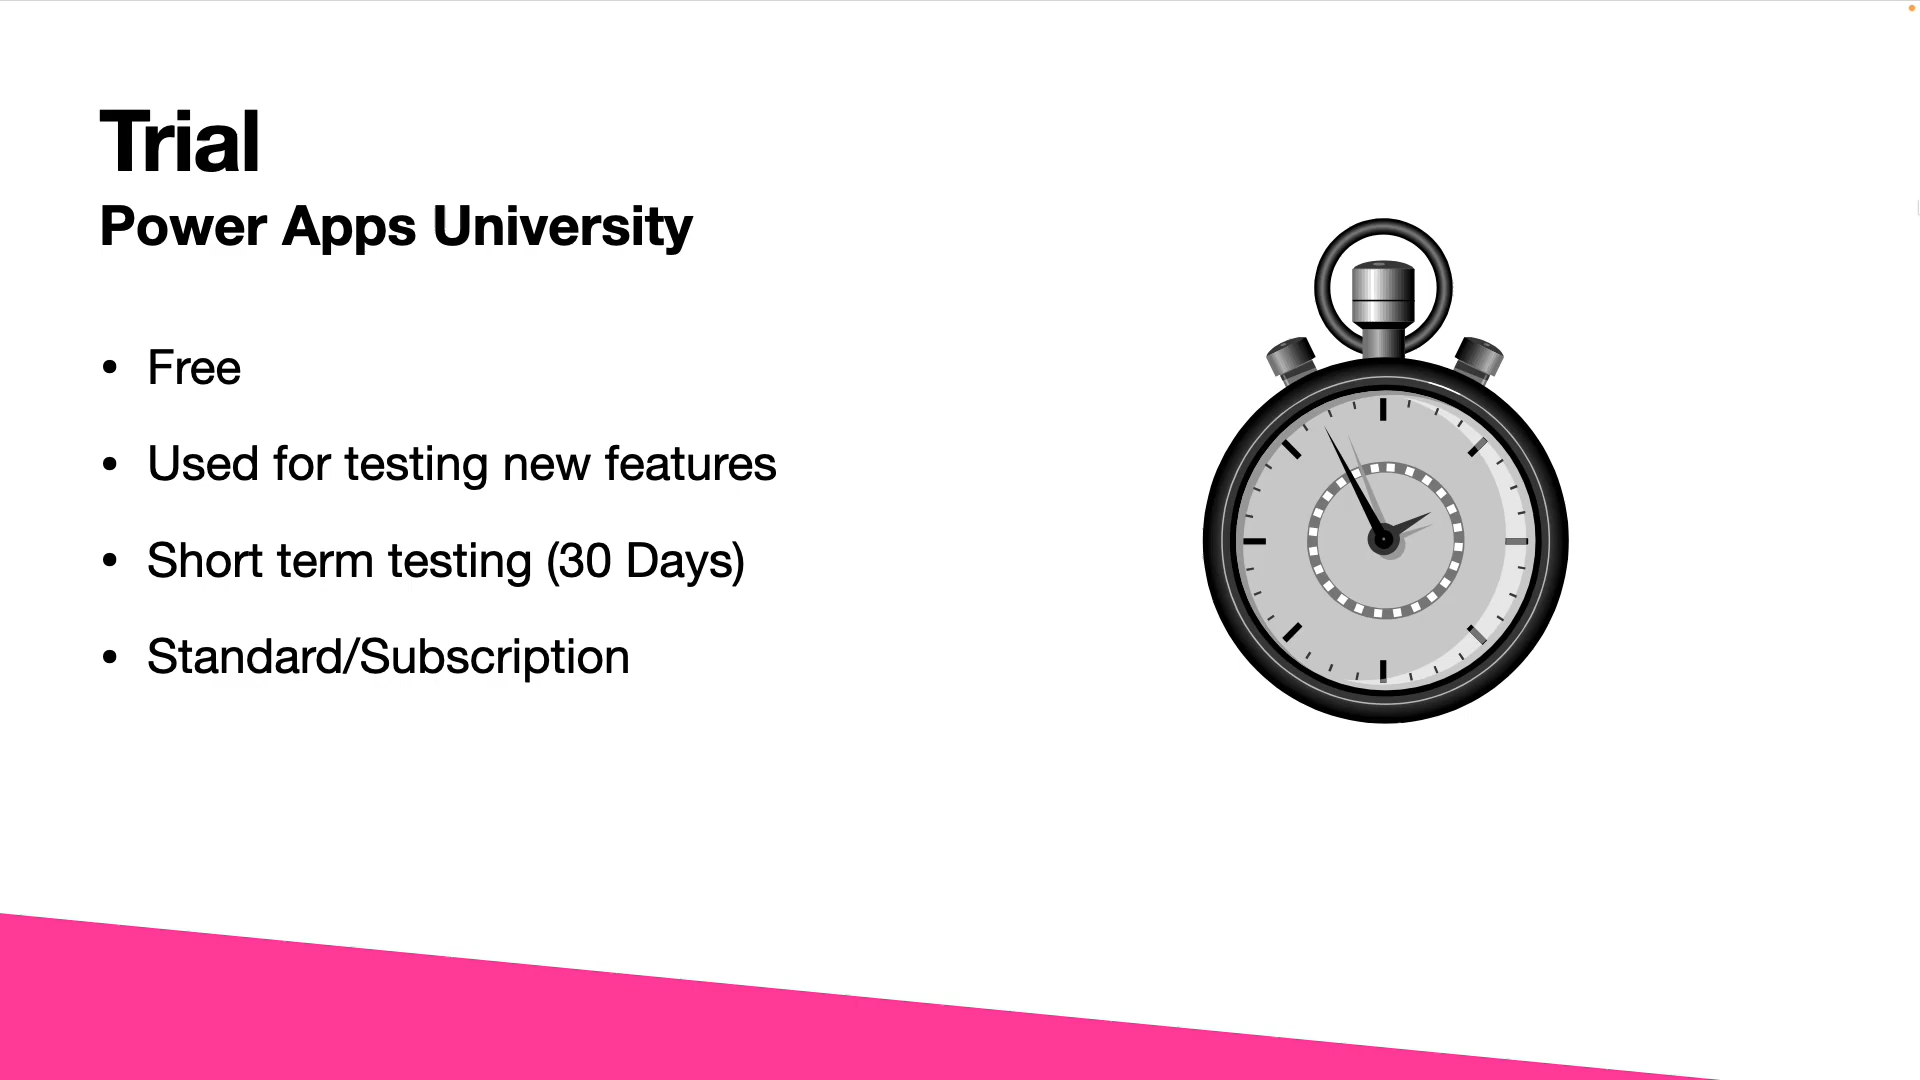 Trial
Power Apps University
• Free
• Used for testing new features
• Short term testing (30 Days)
• Standard/Subscription